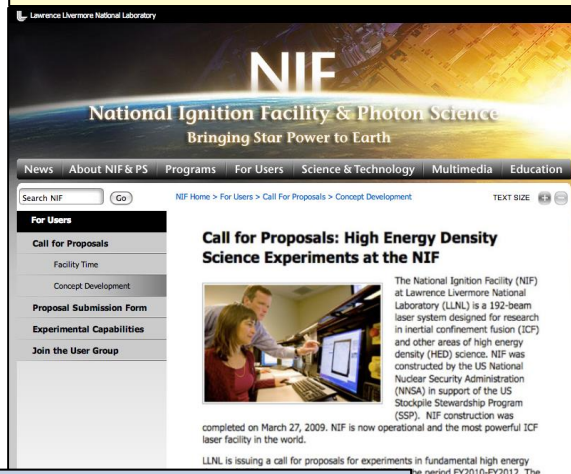 Lawrence Livermore National Laboratory
NIF
National Ignition Facility & Photon Science
Bringing Star Power to Earth
News About NIF & PS Programs For Users Science & Technology Multimedia Education
Search NIF Go
NIF Home > For Users > Call For Proposals > Concept Development
TEXT SIZE
For Users
Call for Proposals
Facility Time
Concept Development
Proposal Submission Form
Experimental Capabilities
Join the User Group
Call for Proposals: High Energy Density
Science Experiments at the NIF
The National Ignition Facility (NIF)
at Lawrence Livermore National
Laboratory (LLNL) is a 192-beam
laser system designed for research
in inertial confinement fusion (ICF)
and other areas of high energy
density (HED) science. NIF was
constructed by the US National
Nuclear Security Administration
(NNSA) in support of the US
Stockpile Stewardship Program
(SSP). NIF construction was
completed on March 27, 2009. NIF is now operational and the most powerful ICF
laser facility in the world.
LLNL is issuing a call for proposals for experiments in fundamental high energy
period FY2010-FY2012. The